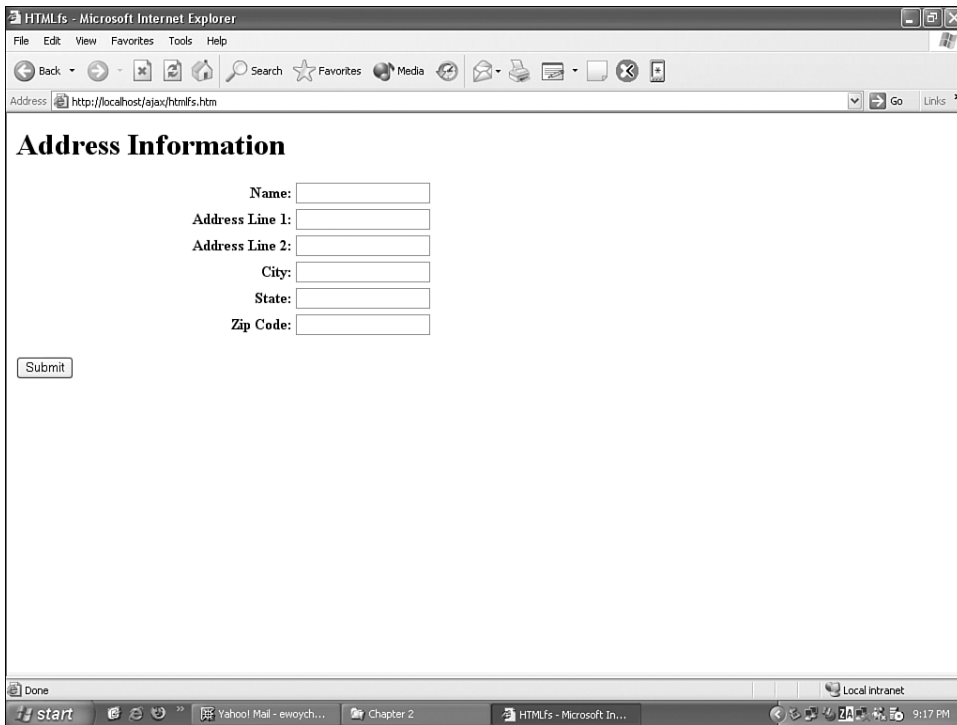 HTMLfs - Microsoft Internet Explorer
File Edit View Favorites Tools Help
Back Search Favorites Media
Address http://localhost/ajax/htmlfs.htm Go Links
Address Information
Name:
Address Line 1:
Address Line 2:
City:
State:
Zip Code:
Submit
Done Local intranet
start Yahoo! Mail - ewoych... Chapter 2 HTMLfs - Microsoft In... ZA 9:17 PM